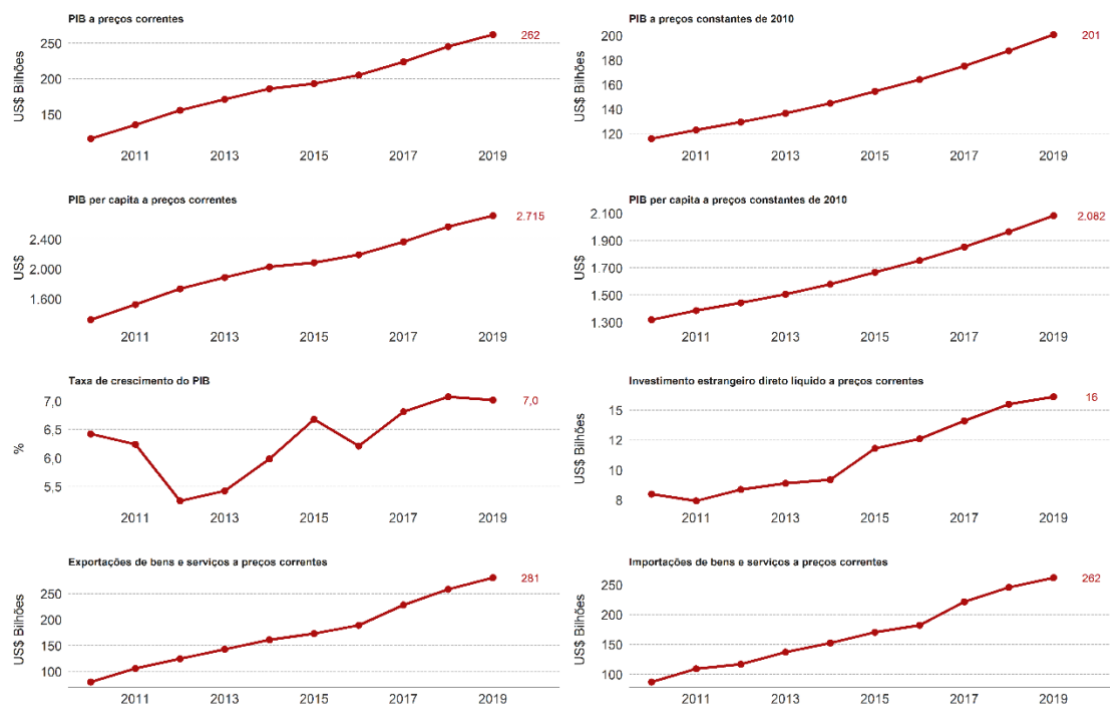 PIB a preços correntes
US$ Bilhões
250
200
150
262
2011 2013 2015 2017 2019
PIB a preços constantes de 2010
US$ Bilhões
200
180
160
140
120
201
2011 2013 2015 2017 2019
PIB per capita a preços correntes
US$
2.400
2.000
1.600
2.715
2011 2013 2015 2017 2019
PIB per capita a preços constantes de 2010
US$
2.100
1.900
1.700
1.500
1.300
2.082
2011 2013 2015 2017 2019
Taxa de crescimento do PIB
%
7,0
6,5
6,0
5,5
7,0
2011 2013 2015 2017 2019
Investimento estrangeiro direto líquido a preços correntes
US$ Bilhões
15
12
10
8
16
2011 2013 2015 2017 2019
Exportações de bens e serviços a preços correntes
US$ Bilhões
250
200
150
100
281
2011 2013 2015 2017 2019
Importações de bens e serviços a preços correntes
US$ Bilhões
250
200
150
100
262
2011 2013 2015 2017 2019